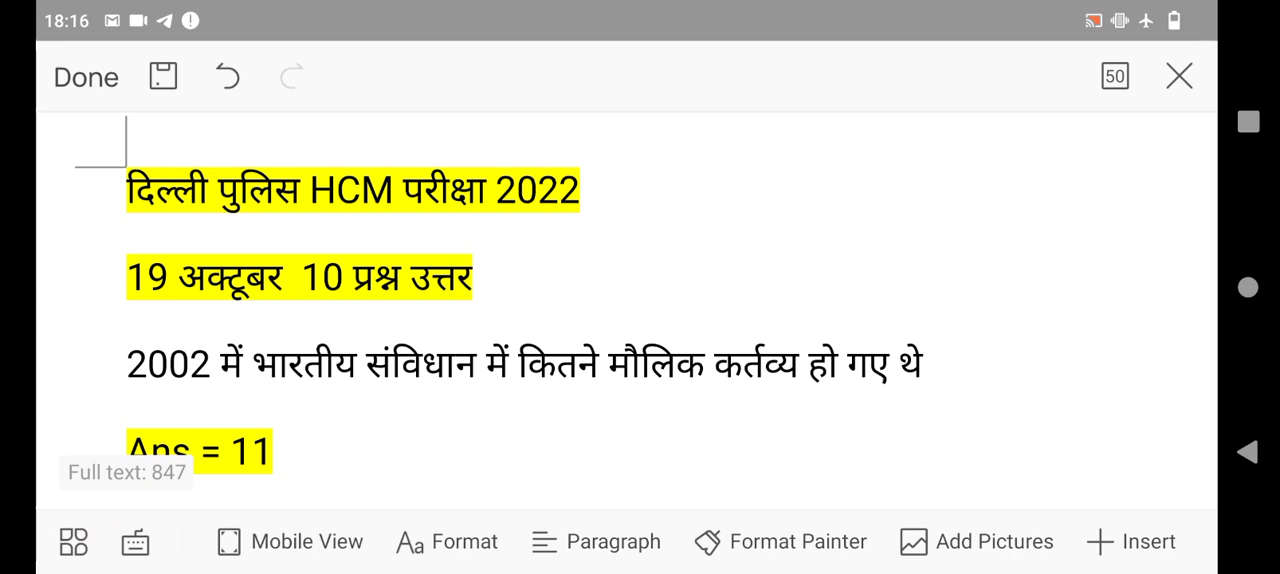 18:16
Done
50
दिल्ली पुलिस HCM परीक्षा 2022
19 अक्टूबर 10 प्रश्न उत्तर
2002 में भारतीय संविधान में कितने मौलिक कर्तव्य हो गए थे
Ans = 11
Full text: 847
Mobile View Format Paragraph Format Painter Add Pictures Insert